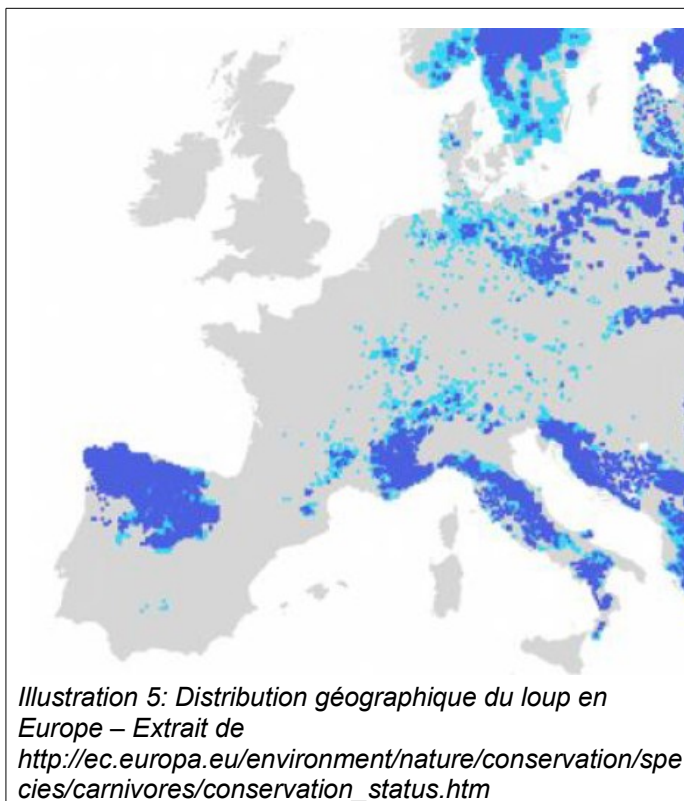 Illustration 5: Distribution géographique du loup en
Europe – Extrait de
http://ec.europa.eu/environment/nature/conservation/spe
cies/carnivores/conservation_status.htm